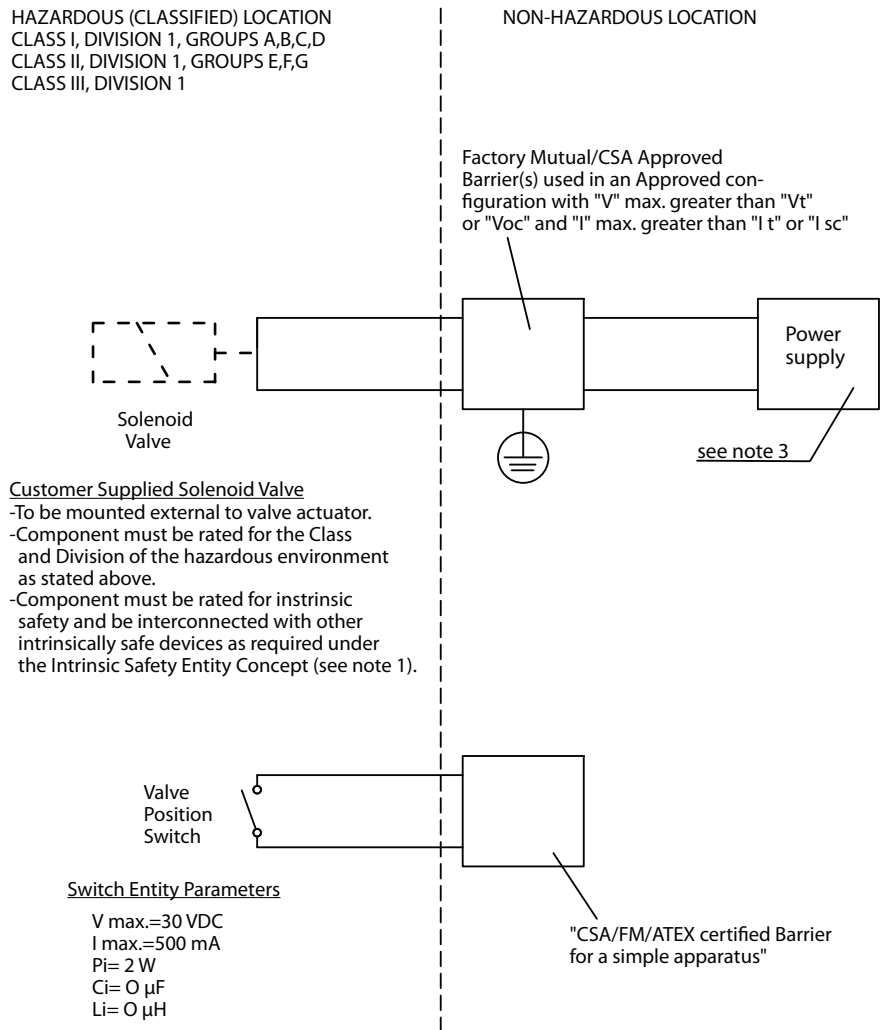 HAZARDOUS (CLASSIFIED) LOCATION
CLASS I, DIVISION 1, GROUPS A,B,C,D
CLASS II, DIVISION 1, GROUPS E,F,G
CLASS III, DIVISION 1
NON-HAZARDOUS LOCATION
Factory Mutual/CSA Approved
Barrier(s) used in an Approved con-
figuration with "V" max. greater than "Vt"
or "Voc" and "I" max. greater than "I t" or "I sc"
Power
supply
Solenoid
Valve
see note 3
Customer Supplied Solenoid Valve
-To be mounted external to valve actuator.
-Component must be rated for the Class
and Division of the hazardous environment
as stated above.
-Component must be rated for instrinsic
safety and be interconnected with other
intrinsically safe devices as required under
the Intrinsic Safety Entity Concept (see note 1).
Valve
Position
Switch
Switch Entity Parameters
V max.=30 VDC
I max.=500 mA
Pi= 2 W
Ci= O µF
Li= O µH
"CSA/FM/ATEX certified Barrier
for a simple apparatus"